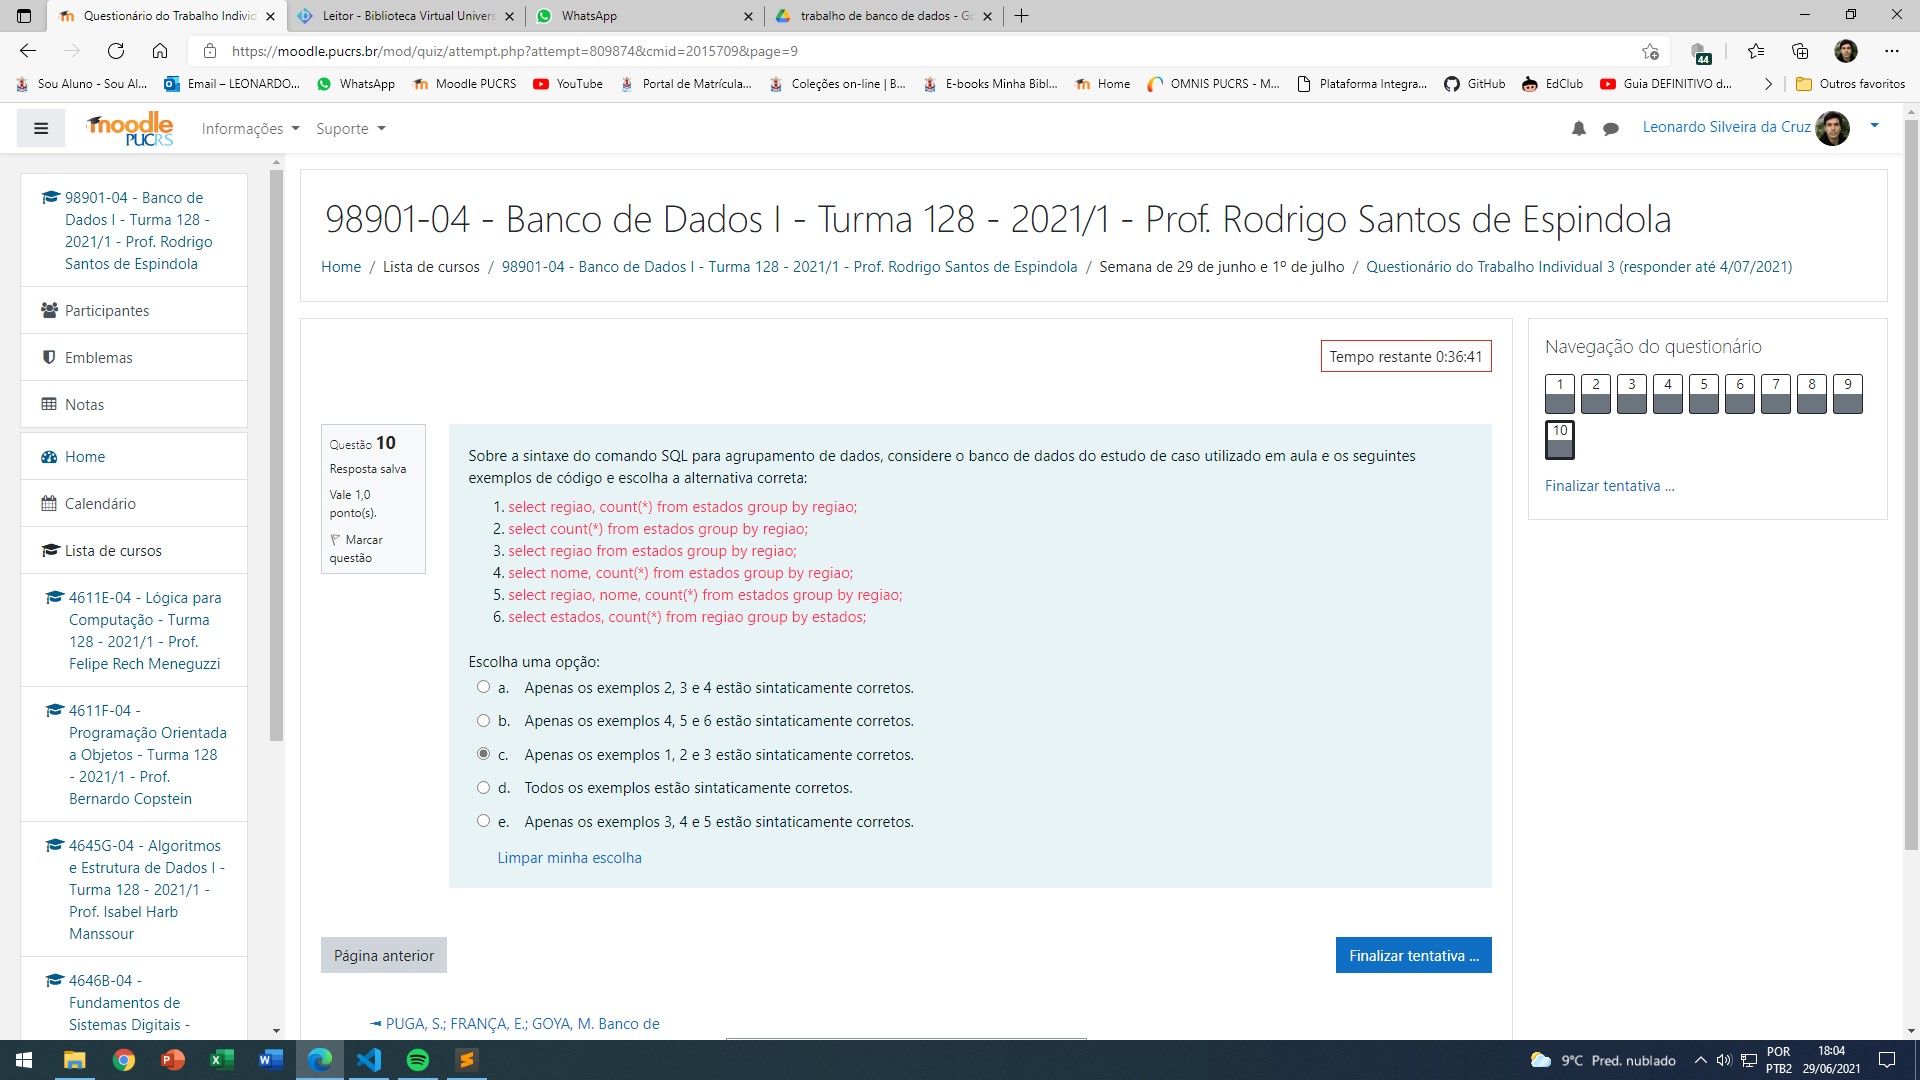 Questionário do Trabalho Individ
Leitor - Biblioteca Virtual Univers
WhatsApp
trabalho de banco de dados - Go
https://moodle.pucrs.br/mod/quiz/attempt.php?attempt=809874&cmid=2015709&page=9
44
Sou Aluno - Sou Al...
Email – LEONARDO...
WhatsApp
Moodle PUCRS
YouTube
Portal de Matrícula...
Coleções on-line | B...
E-books Minha Bibl...
Home
OMNIS PUCRS - M...
Plataforma Integra...
GitHub
EdClub
Guia DEFINITIVO d...
Outros favoritos
moodle
PUCRS
Informações
Suporte
Leonardo Silveira da Cruz
98901-04 - Banco de
Dados I - Turma 128 -
2021/1 - Prof. Rodrigo
Santos de Espindola
Participantes
Emblemas
Notas
Home
Calendário
Lista de cursos
4611E-04 - Lógica para
Computação - Turma
128 - 2021/1 - Prof.
Felipe Rech Meneguzzi
4611F-04 -
Programação Orientada
a Objetos - Turma 128
- 2021/1 - Prof.
Bernardo Copstein
4645G-04 - Algoritmos
e Estrutura de Dados I -
Turma 128 - 2021/1 -
Prof. Isabel Harb
Manssour
4646B-04 -
Fundamentos de
Sistemas Digitais -
98901-04 - Banco de Dados I - Turma 128 - 2021/1 - Prof. Rodrigo Santos de Espindola
Home / Lista de cursos / 98901-04 - Banco de Dados I - Turma 128 - 2021/1 - Prof. Rodrigo Santos de Espindola / Semana de 29 de junho e 1º de julho / Questionário do Trabalho Individual 3 (responder até 4/07/2021)
Tempo restante 0:36:41
Questão 10
Resposta salva
Vale 1,0
ponto(s).
Marcar
questão
Sobre a sintaxe do comando SQL para agrupamento de dados, considere o banco de dados do estudo de caso utilizado em aula e os seguintes
exemplos de código e escolha a alternativa correta:
1. select regiao, count(*) from estados group by regiao;
2. select count(*) from estados group by regiao;
3. select regiao from estados group by regiao;
4. select nome, count(*) from estados group by regiao;
5. select regiao, nome, count(*) from estados group by regiao;
6. select estados, count(*) from regiao group by estados;
Escolha uma opção:
a. Apenas os exemplos 2, 3 e 4 estão sintaticamente corretos.
b. Apenas os exemplos 4, 5 e 6 estão sintaticamente corretos.
c. Apenas os exemplos 1, 2 e 3 estão sintaticamente corretos.
d. Todos os exemplos estão sintaticamente corretos.
e. Apenas os exemplos 3, 4 e 5 estão sintaticamente corretos.
Limpar minha escolha
Página anterior
Finalizar tentativa ...
◄ PUGA, S.; FRANÇA, E.; GOYA, M. Banco de
Navegação do questionário
1 2 3 4 5 6 7 8 9
10
Finalizar tentativa ...
9°C Pred. nublado
POR
PTB2
18:04
29/06/2021